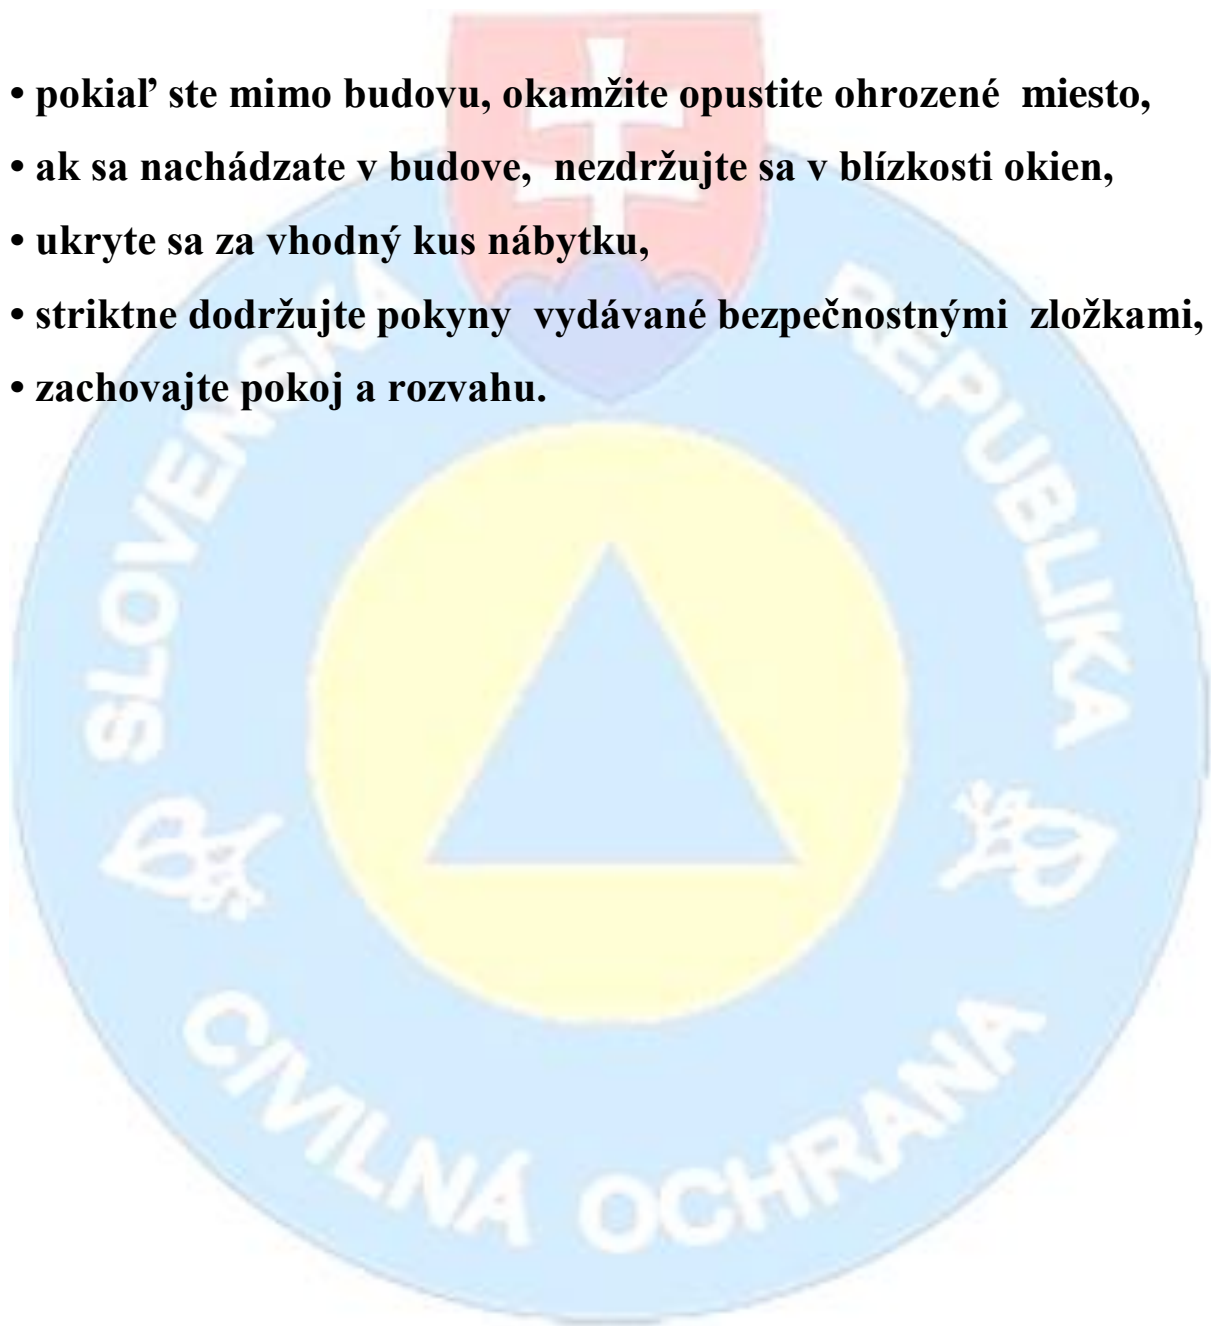 • pokiaľ ste mimo budovu, okamžite opustite ohrozené miesto,
• ak sa nachádzate v budove, nezdržujte sa v blízkosti okien,
• ukryte sa za vhodný kus nábytku,
• striktne dodržujte pokyny vydávané bezpečnostnými zložkami,
• zachovajte pokoj a rozvahu.
SLOVENSKÁ REPUBLIKA
CIVILNÁ OCHRANA